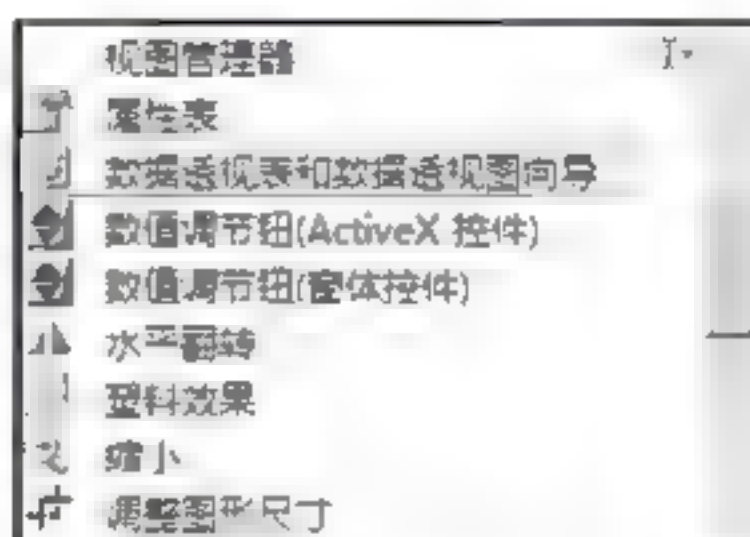 视图管理器
属性表
数据透视表和数据透视图向导
数值调节钮(ActiveX 控件)
数值调节钮(窗体控件)
水平翻转
塑料效果
缩小
调整图形尺寸